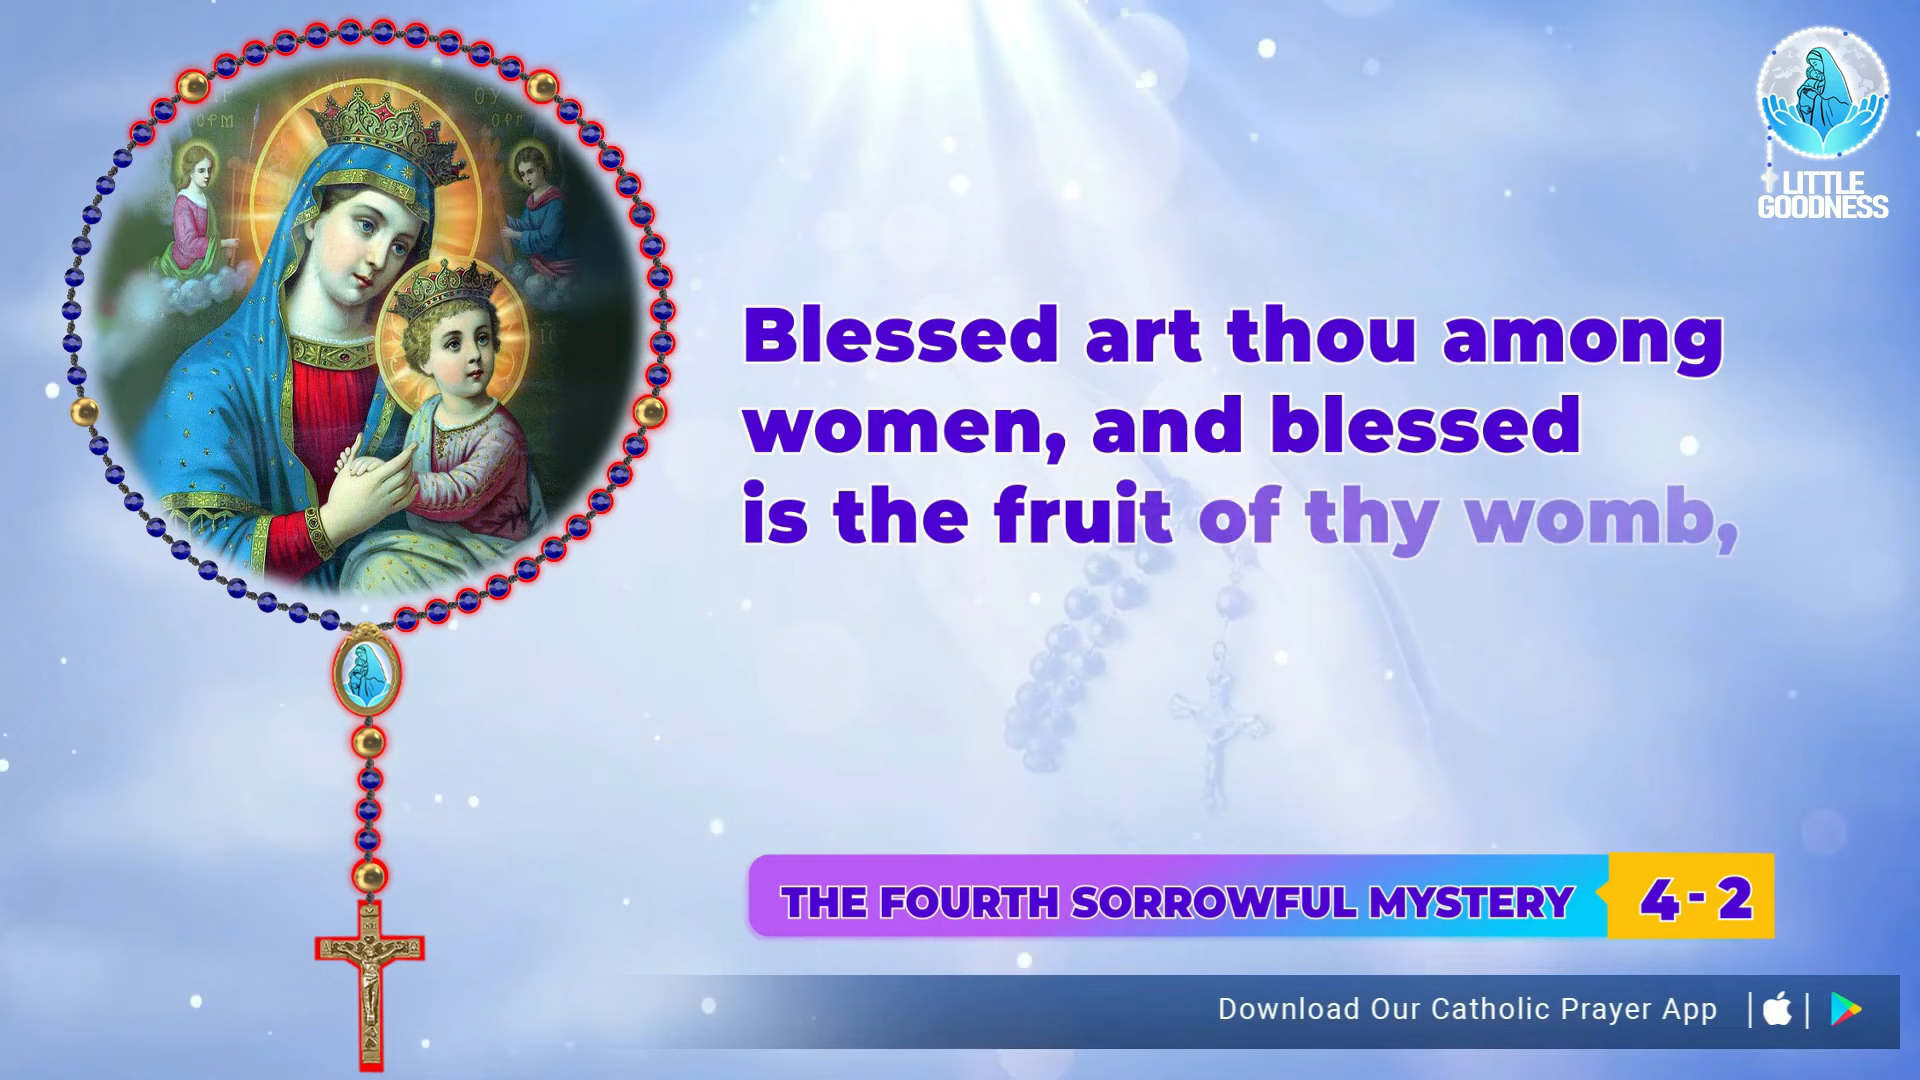 LITTLE
GOODNESS
Blessed art thou among
women, and blessed
is the fruit of thy womb,
THE FOURTH SORROWFUL MYSTERY 4-2
Download Our Catholic Prayer App